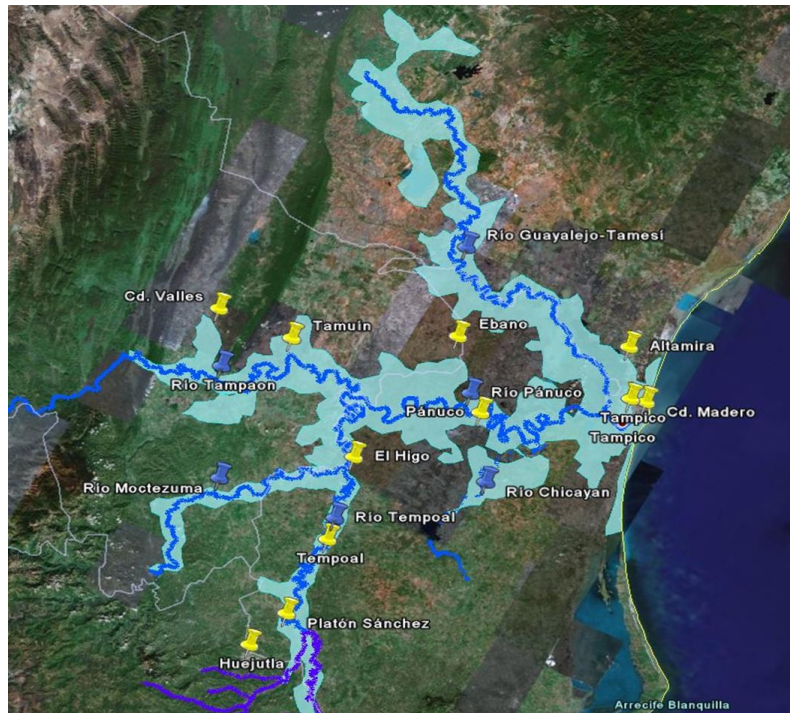 Río Guayalejo-Tamesí
Cd. Valles
Tamuín
Ebano
Altamira
Río Tampaon
Río Pánuco
Pánuco
Tampico
Cd. Madero
Tampico
El Higo
Río Moctezuma
Río Chicayan
Río Tempoal
Tempoal
Platón Sánchez
Huejutla
Arrecife Blanquilla